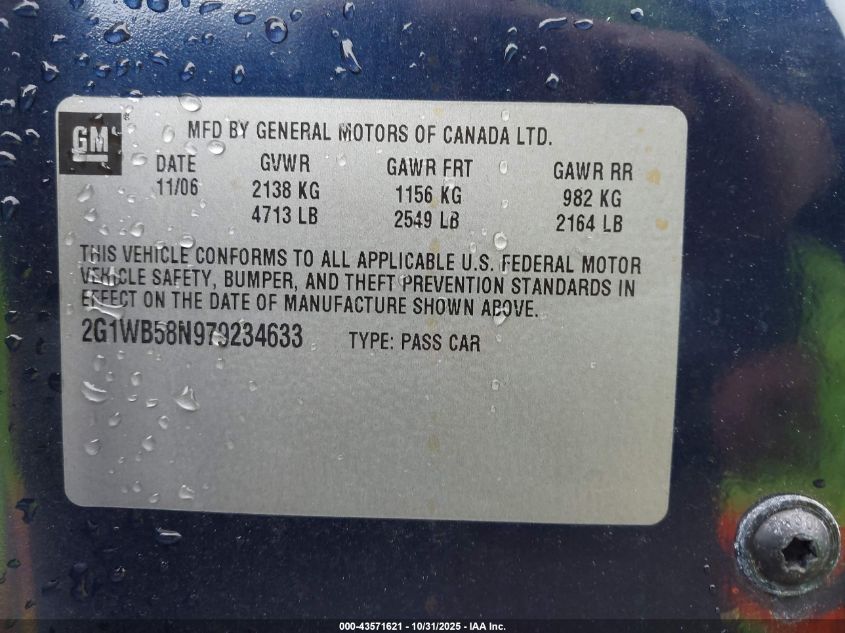 GM
MFD BY GENERAL MOTORS OF CANADA LTD.
DATE GVWR GAWR FRT GAWR RR
11/06 2138 KG 1156 KG 982 KG
4713 LB 2549 LB 2164 LB
THIS VEHICLE CONFORMS TO ALL APPLICABLE U.S. FEDERAL MOTOR
VEHICLE SAFETY, BUMPER, AND THEFT PREVENTION STANDARDS IN
EFFECT ON THE DATE OF MANUFACTURE SHOWN ABOVE.
2G1WB58N979234633 TYPE: PASS CAR
000-43571621 - 10/31/2025 - IAA Inc.